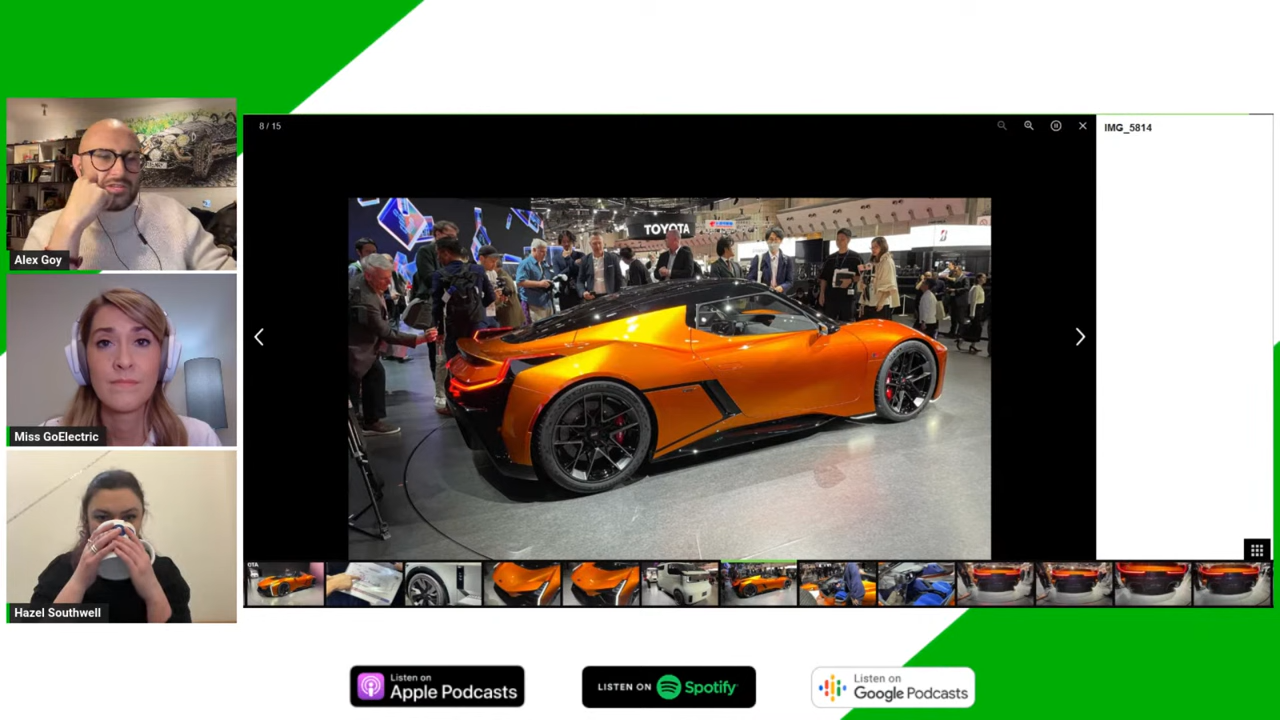 8 / 15
IMG_5814
TOYOTA
Alex Goy
Miss GoElectric
Hazel Southwell
Listen on
Apple Podcasts
LISTEN ON Spotify
Listen on
Google Podcasts